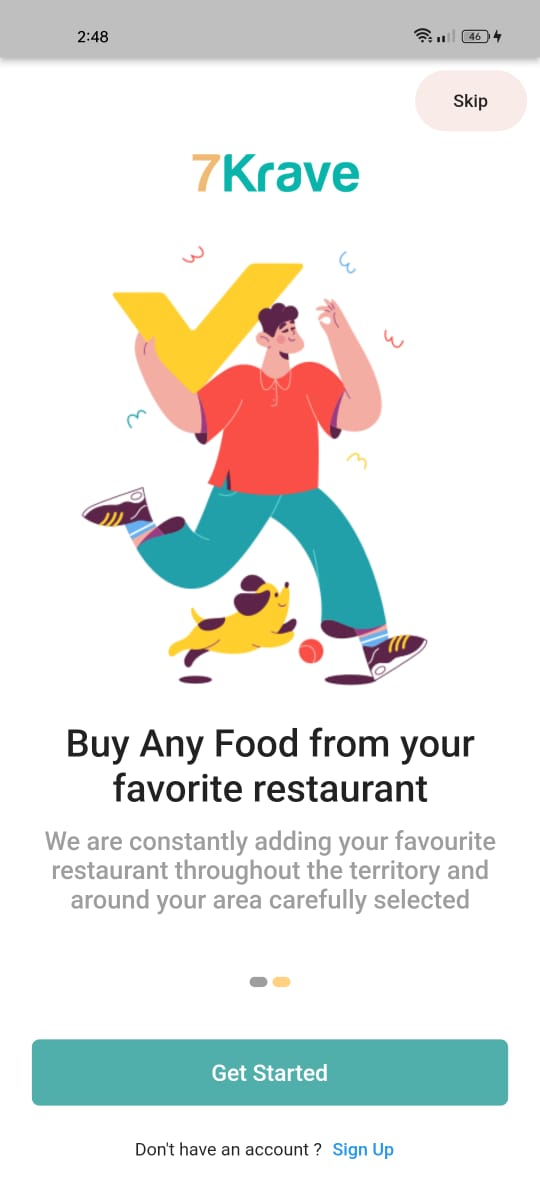 2:48
46
Skip
7Krave
Buy Any Food from your
favorite restaurant
We are constantly adding your favourite
restaurant throughout the territory and
around your area carefully selected
Get Started
Don't have an account ? Sign Up